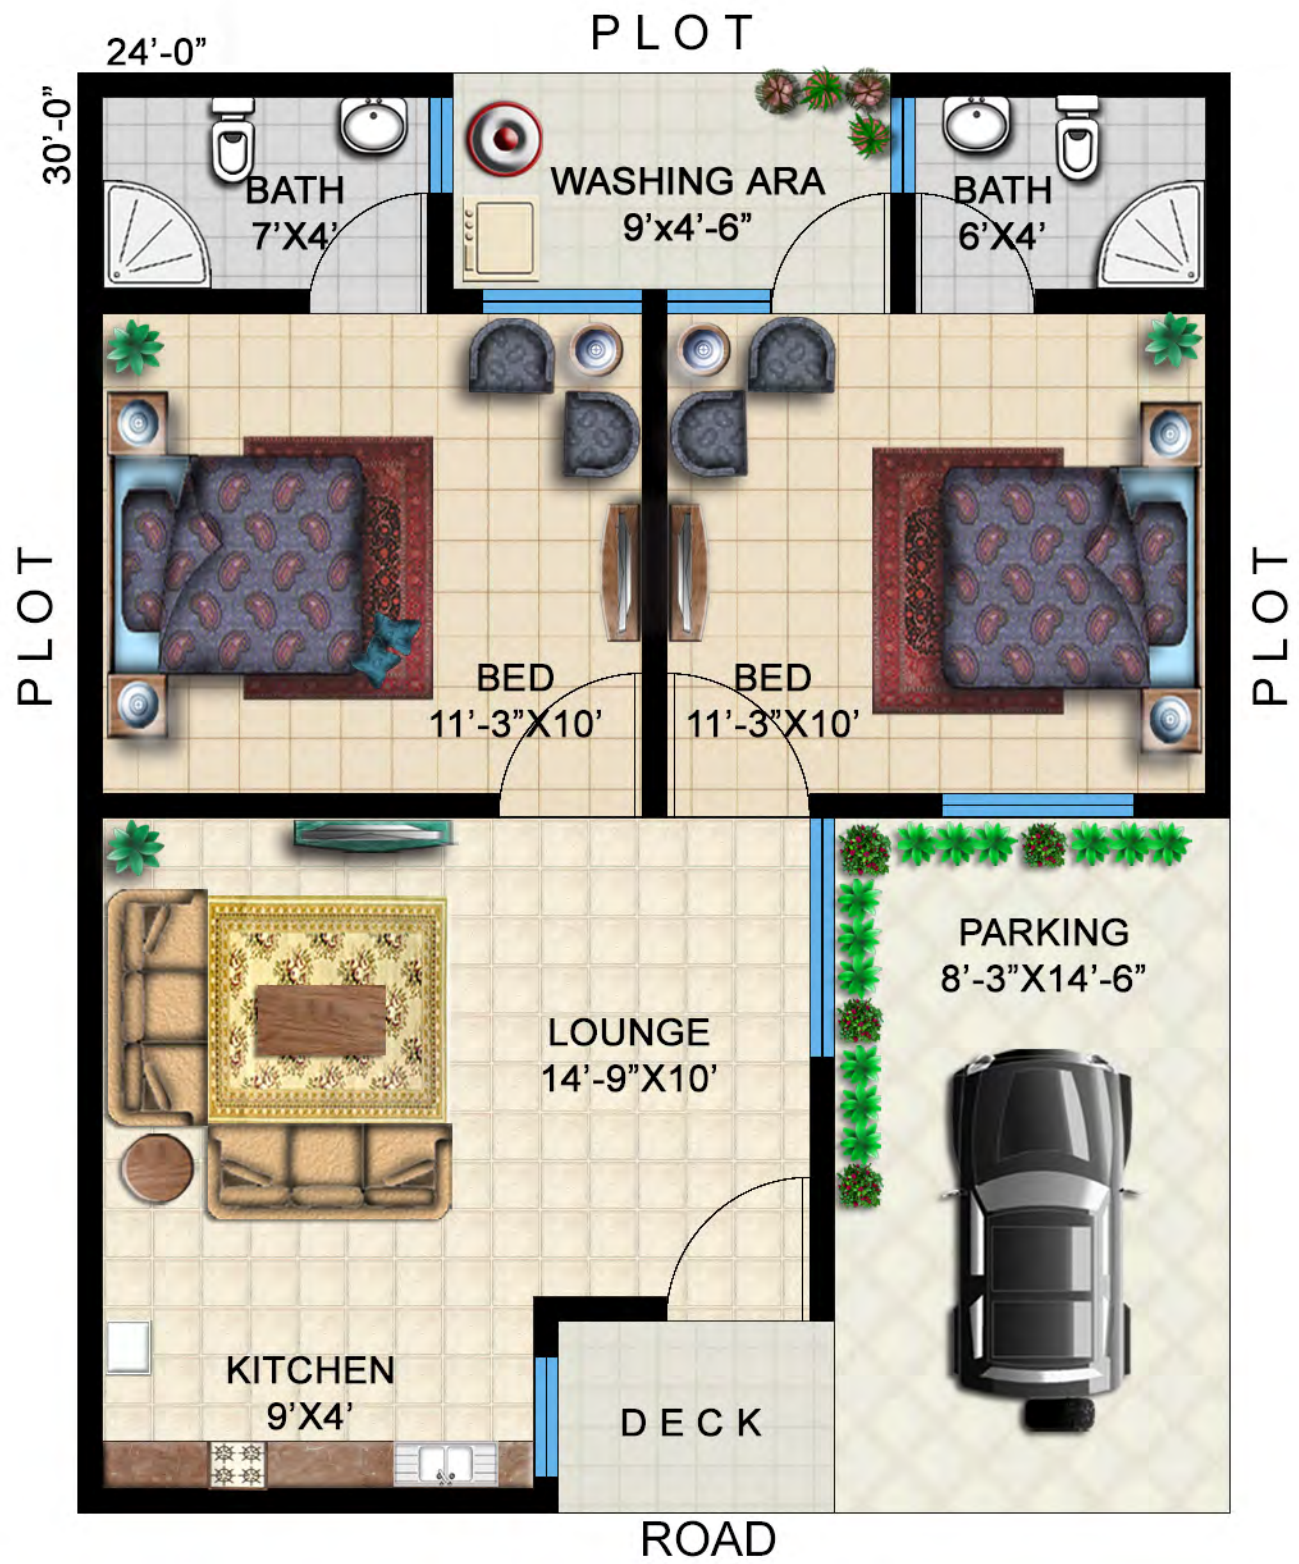 PLOT
24’-0”
30’-0”
BATH
7’X4’
WASHING ARA
9’x4’-6”
BATH
6’X4’
PLOT
PLOT
BED
11’-3”X10’
BED
11’-3”X10’
PARKING
8’-3”X14’-6”
LOUNGE
14’-9”X10’
KITCHEN
9’X4’
DECK
ROAD